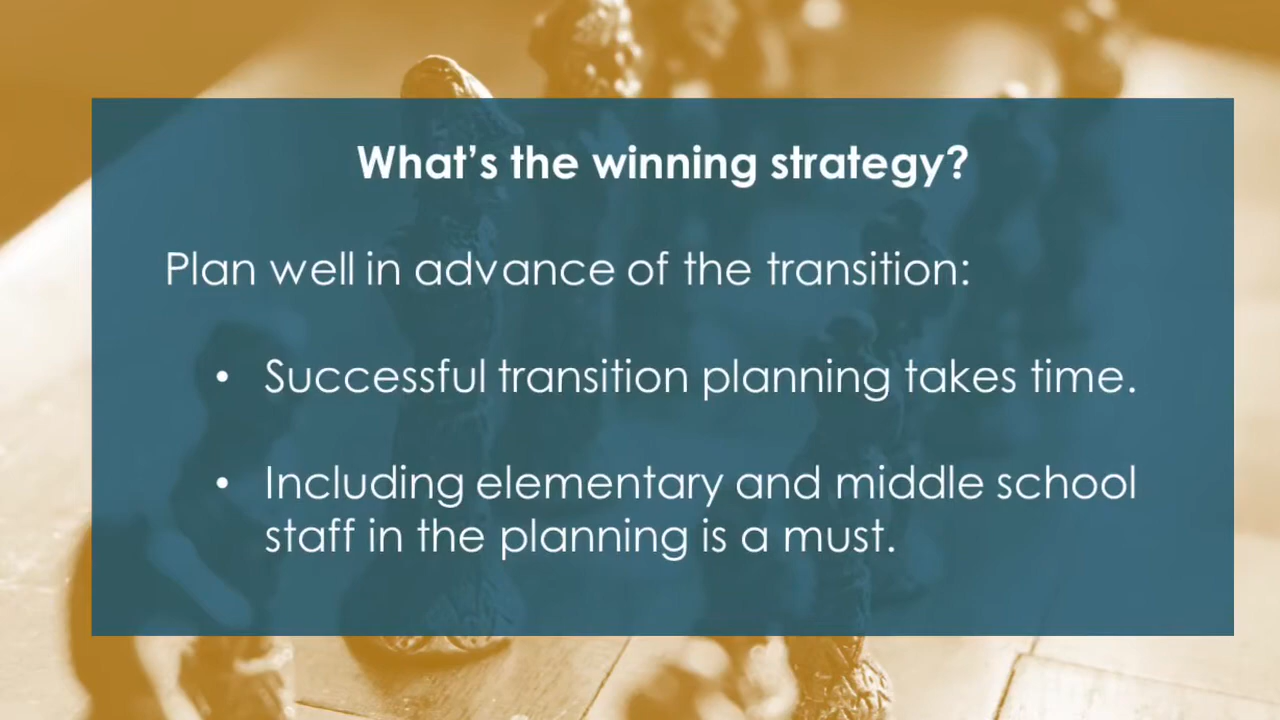 What’s the winning strategy?
Plan well in advance of the transition:
• Successful transition planning takes time.
• Including elementary and middle school
staff in the planning is a must.